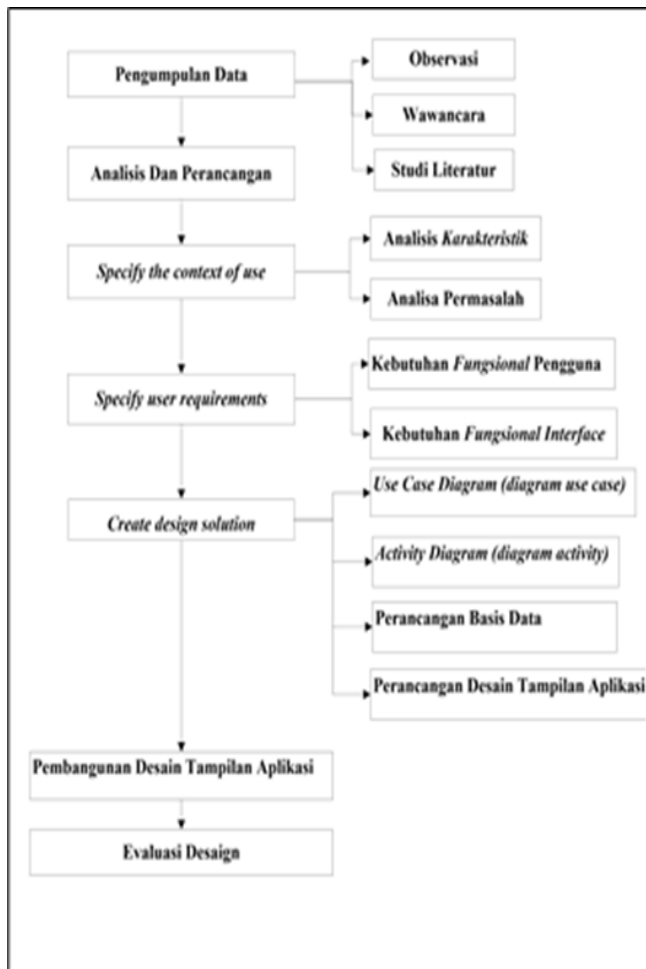 Pengumpulan Data
Observasi
Wawancara
Studi Literatur
Analisis Dan Perancangan
Specify the context of use
Analisis Karakteristik
Analisa Permasalah
Specify user requirements
Kebutuhan Fungsional Pengguna
Kebutuhan Fungsional Interface
Create design solution
Use Case Diagram (diagram use case)
Activity Diagram (diagram activity)
Perancangan Basis Data
Perancangan Desain Tampilan Aplikasi
Pembangunan Desain Tampilan Aplikasi
Evaluasi Desaign